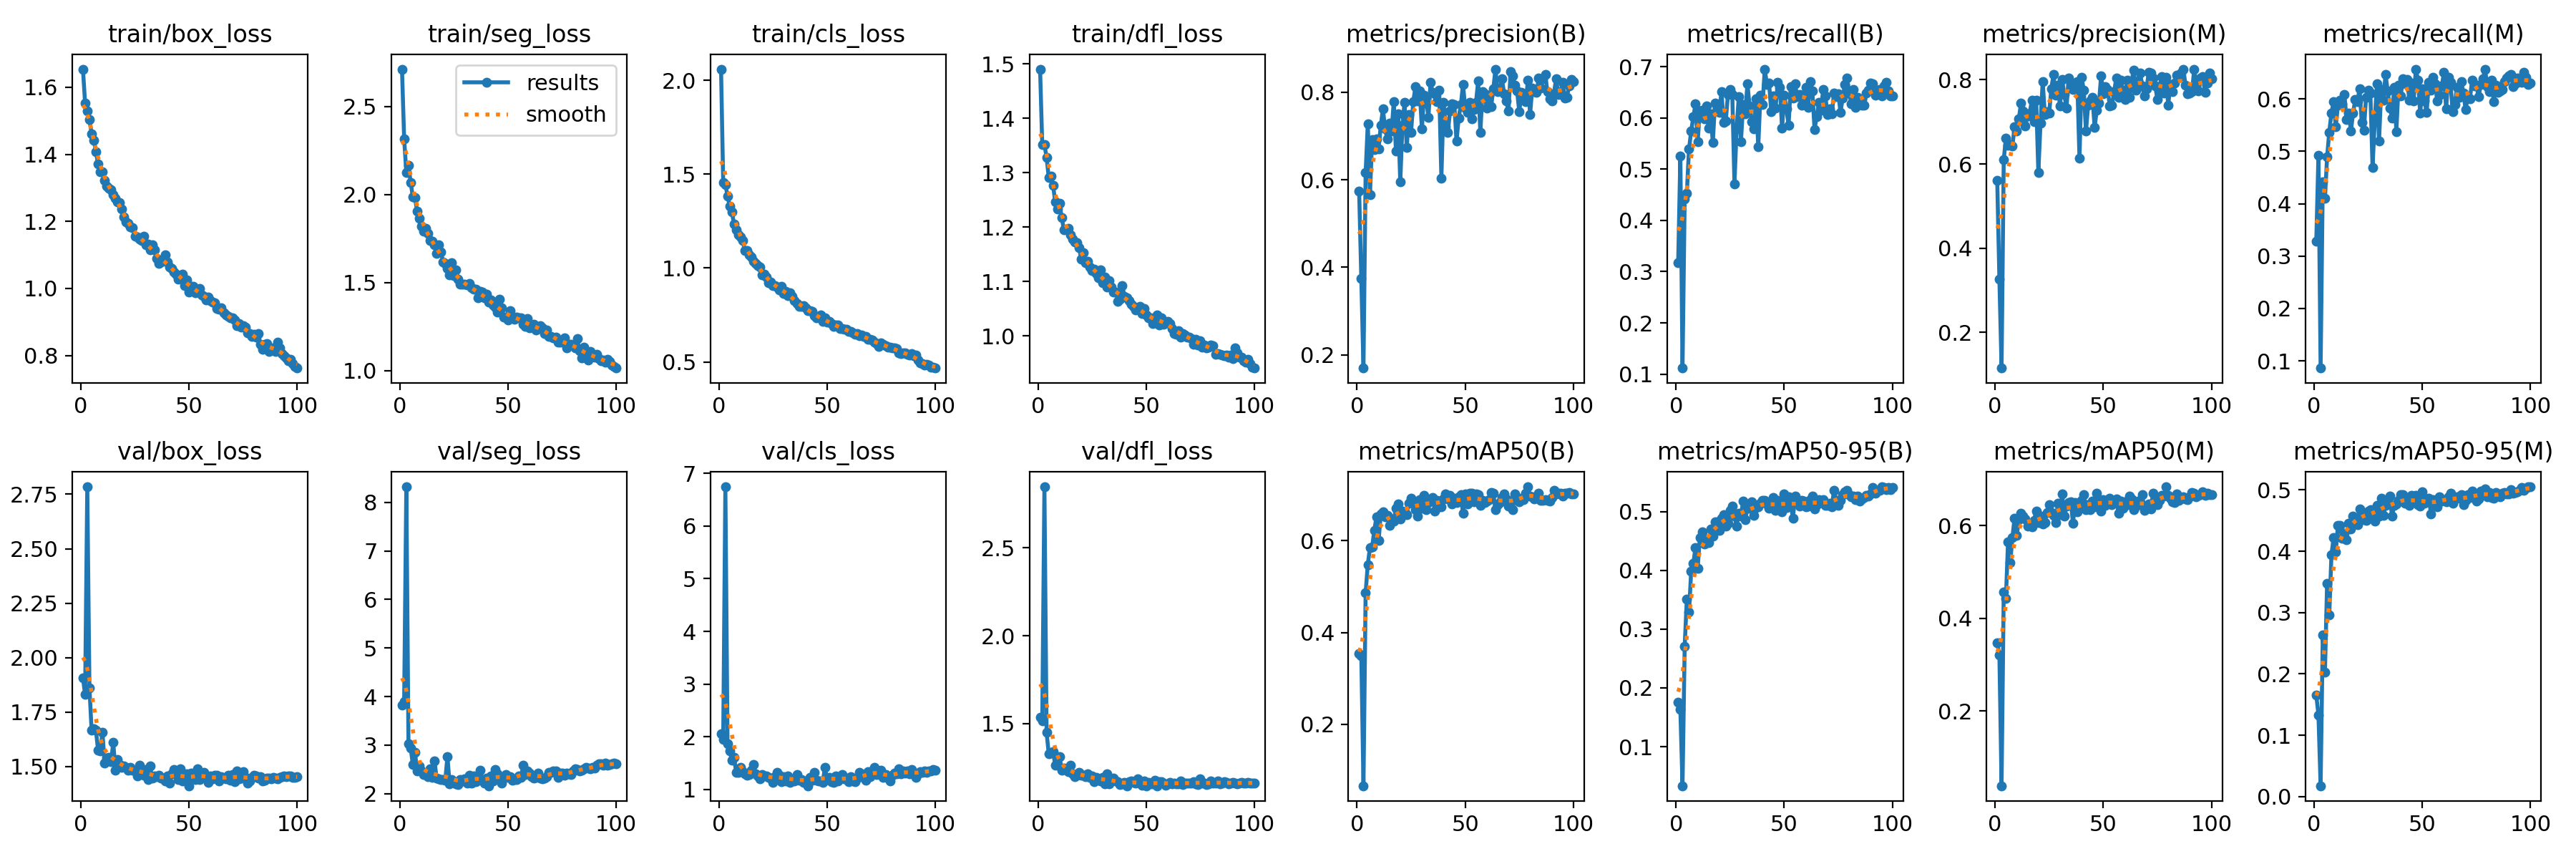 train/box_loss
1.6
1.4
1.2
1.0
0.8
0 50 100
train/seg_loss
results
smooth
2.5
2.0
1.5
1.0
0 50 100
train/cls_loss
2.0
1.5
1.0
0.5
0 50 100
train/dfl_loss
1.5
1.4
1.3
1.2
1.1
1.0
0 50 100
metrics/precision(B)
0.8
0.6
0.4
0.2
0 50 100
metrics/recall(B)
0.7
0.6
0.5
0.4
0.3
0.2
0.1
0 50 100
metrics/precision(M)
0.8
0.6
0.4
0.2
0 50 100
metrics/recall(M)
0.6
0.5
0.4
0.3
0.2
0.1
0 50 100
val/box_loss
2.75
2.50
2.25
2.00
1.75
1.50
0 50 100
val/seg_loss
8
7
6
5
4
3
2
0 50 100
val/cls_loss
7
6
5
4
3
2
1
0 50 100
val/dfl_loss
2.5
2.0
1.5
0 50 100
metrics/mAP50(B)
0.6
0.4
0.2
0 50 100
metrics/mAP50-95(B)
0.5
0.4
0.3
0.2
0.1
0 50 100
metrics/mAP50(M)
0.6
0.4
0.2
0 50 100
metrics/mAP50-95(M)
0.5
0.4
0.3
0.2
0.1
0.0
0 50 100